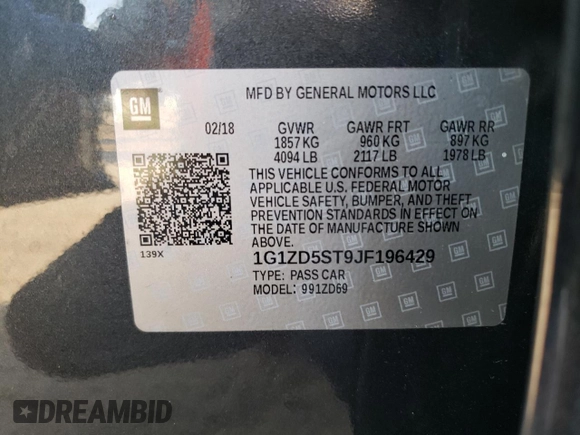 GM
MFD BY GENERAL MOTORS LLC
02/18 GVWR GAWR FRT GAWR RR
1857 KG 960 KG 897 KG
4094 LB 2117 LB 1978 LB
THIS VEHICLE CONFORMS TO ALL
APPLICABLE U.S. FEDERAL MOTOR
VEHICLE SAFETY, BUMPER, AND THEFT
PREVENTION STANDARDS IN EFFECT ON
THE DATE OF MANUFACTURE SHOWN
ABOVE.
139X
1G1ZD5ST9JF196429
TYPE: PASS CAR
MODEL: 991ZD69
DREAMBID